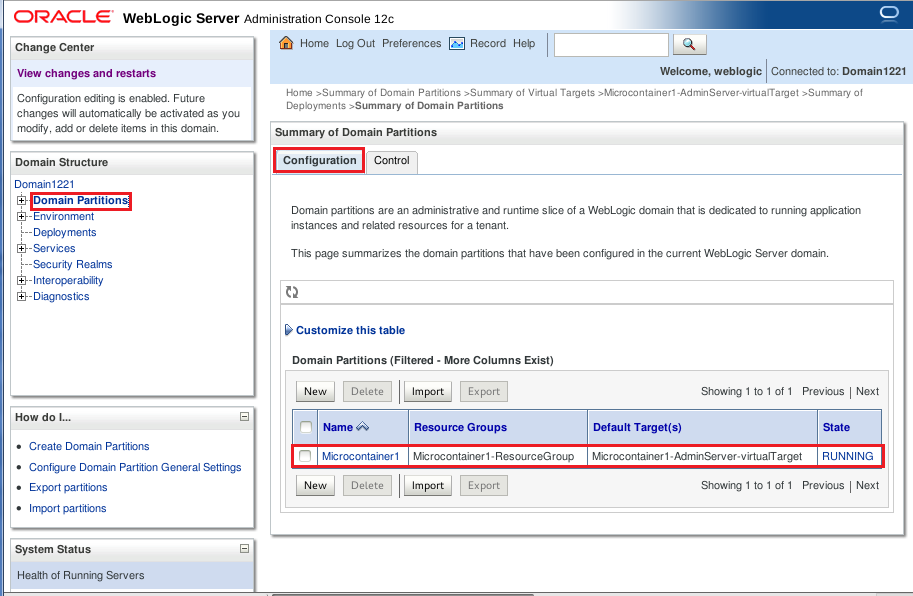 ORACLE® WebLogic Server Administration Console 12c
Change Center
View changes and restarts
Configuration editing is enabled. Future
changes will automatically be activated as you
modify, add or delete items in this domain.
Domain Structure
Domain1221
Domain Partitions
Environment
Deployments
Services
Security Realms
Interoperability
Diagnostics
How do I...
Create Domain Partitions
Configure Domain Partition General Settings
Export partitions
Import partitions
System Status
Health of Running Servers
Home Log Out Preferences Record Help
Welcome, weblogic Connected to: Domain1221
Home >Summary of Domain Partitions >Summary of Virtual Targets >Microcontainer1-AdminServer-virtualTarget >Summary of
Deployments >Summary of Domain Partitions
Summary of Domain Partitions
Configuration Control
Domain partitions are an administrative and runtime slice of a WebLogic domain that is dedicated to running application
instances and related resources for a tenant.
This page summarizes the domain partitions that have been configured in the current WebLogic Server domain.
Customize this table
Domain Partitions (Filtered - More Columns Exist)
New Delete Import Export Showing 1 to 1 of 1 Previous | Next
Name Resource Groups Default Target(s) State
Microcontainer1 Microcontainer1-ResourceGroup Microcontainer1-AdminServer-virtualTarget RUNNING
New Delete Import Export Showing 1 to 1 of 1 Previous | Next